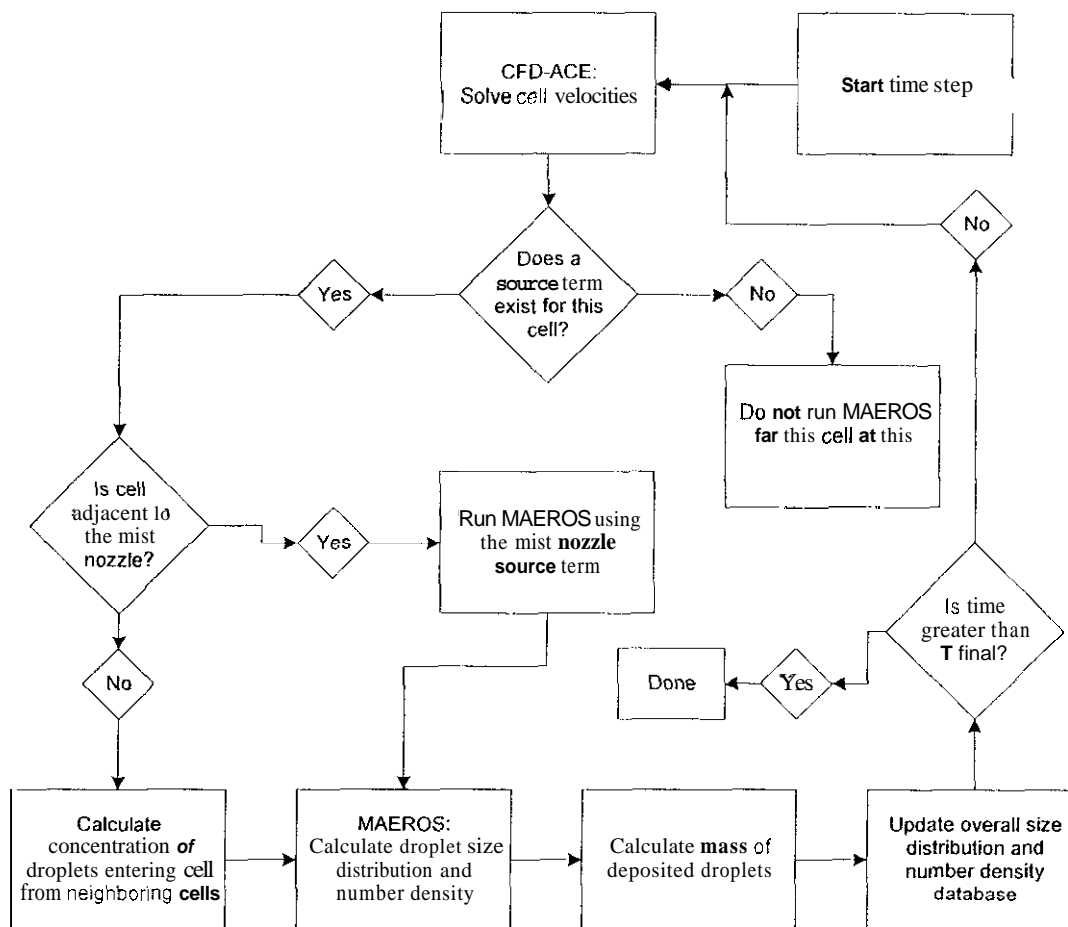 CFD-ACE:
Solve cell velocities
Start time step
No
Does a
source term
exist for this
cell?
Yes
No
Do not run MAEROS
far this cell at this
Is cell
adjacent lo
the mist
nozzle?
Yes
Run MAEROS using
the mist nozzle
source term
Is time
greater than
T final?
No
Done
Yes
Calculate
concentration of
droplets entering cell
from neighboring cells
MAEROS:
Calculate droplet size
distribution and
number density
Calculate mass of
deposited droplets
Update overall size
distribution and
number density
database